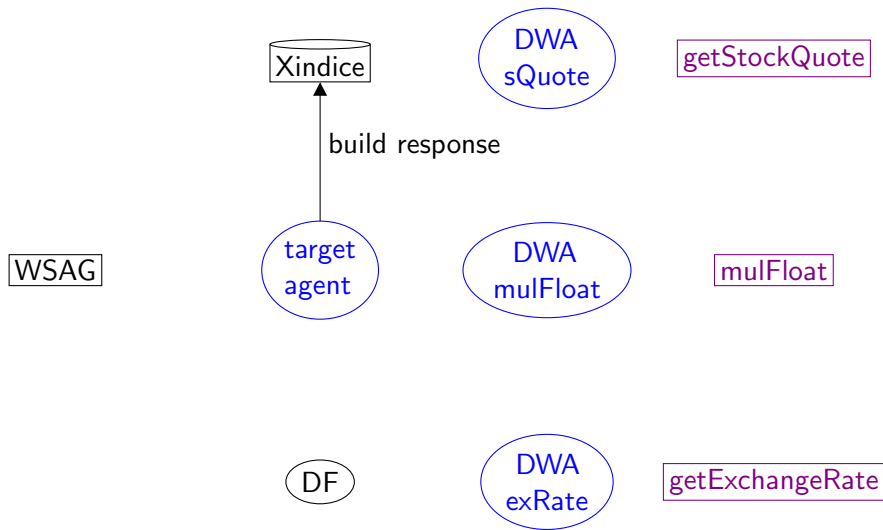 Xindice
DWA
sQuote
getStockQuote
build response
WSAG
target
agent
DWA
mulFloat
mulFloat
DF
DWA
exRate
getExchangeRate